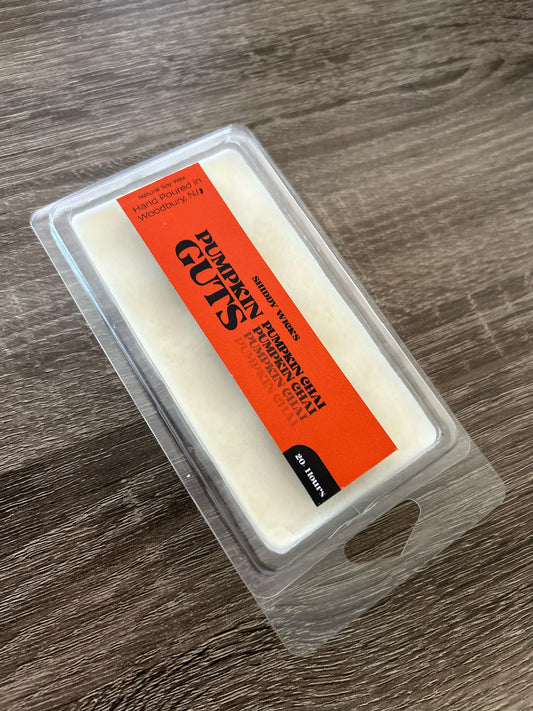 Natural Soy Wax
Hand Poured in
Woodbury, NJ
PUMPKIN
GUTS
SHIDDY WICKS
PUMPKIN CHAI
PUMPKIN CHAI
PUMPKIN CHAI
PUMPKIN CHAI
20+ Hours